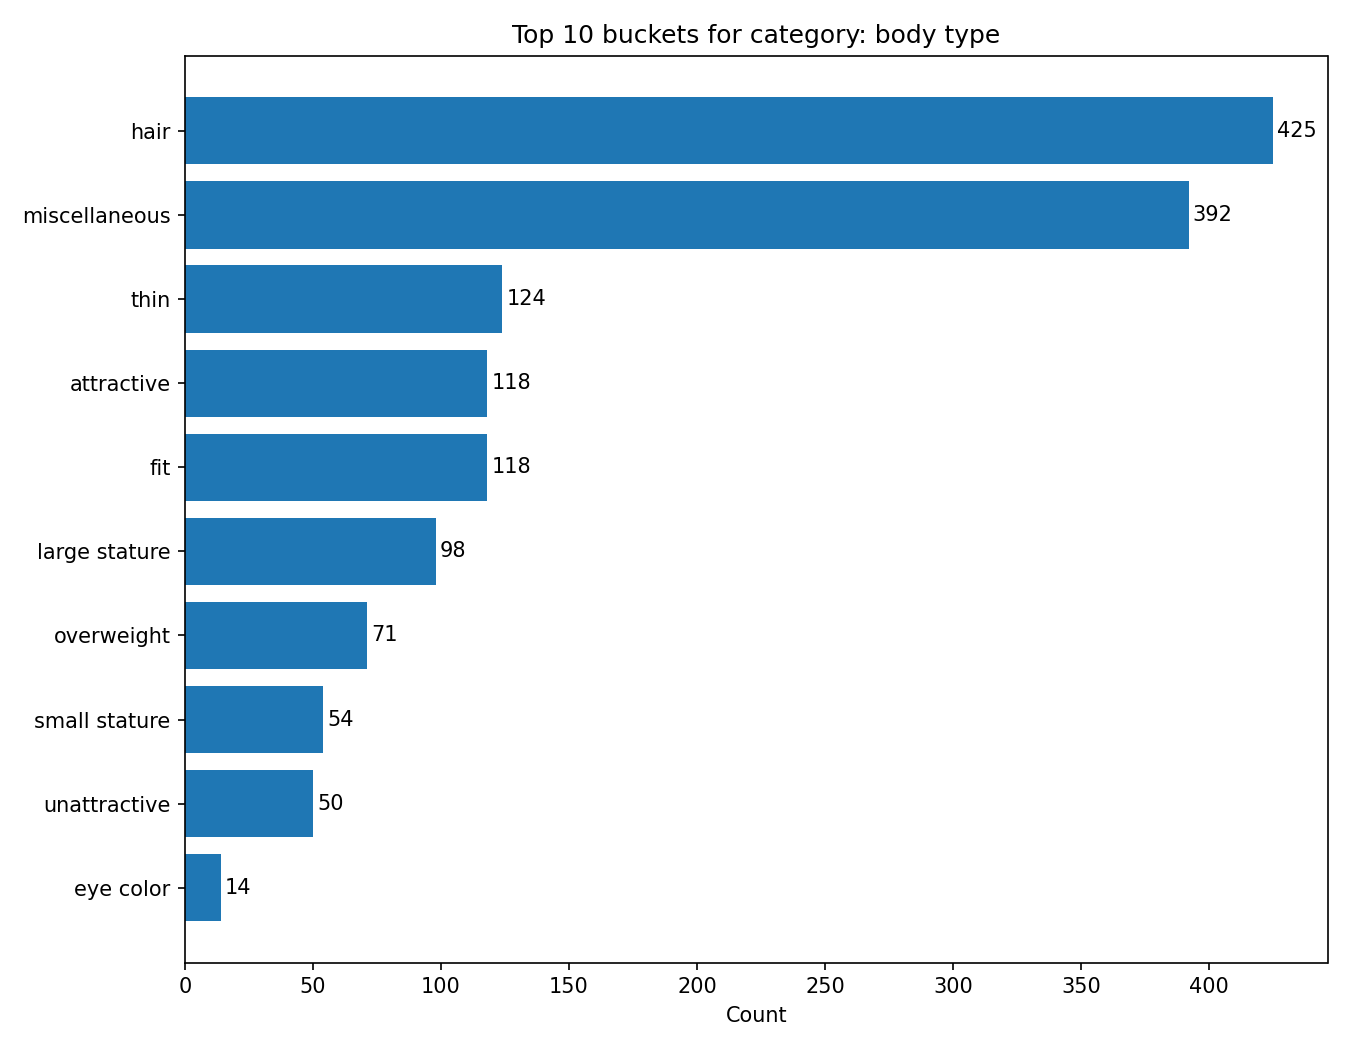 Top 10 buckets for category: body type
hair 425
miscellaneous 392
thin 124
attractive 118
fit 118
large stature 98
overweight 71
small stature 54
unattractive 50
eye color 14
0 50 100 150 200 250 300 350 400
Count